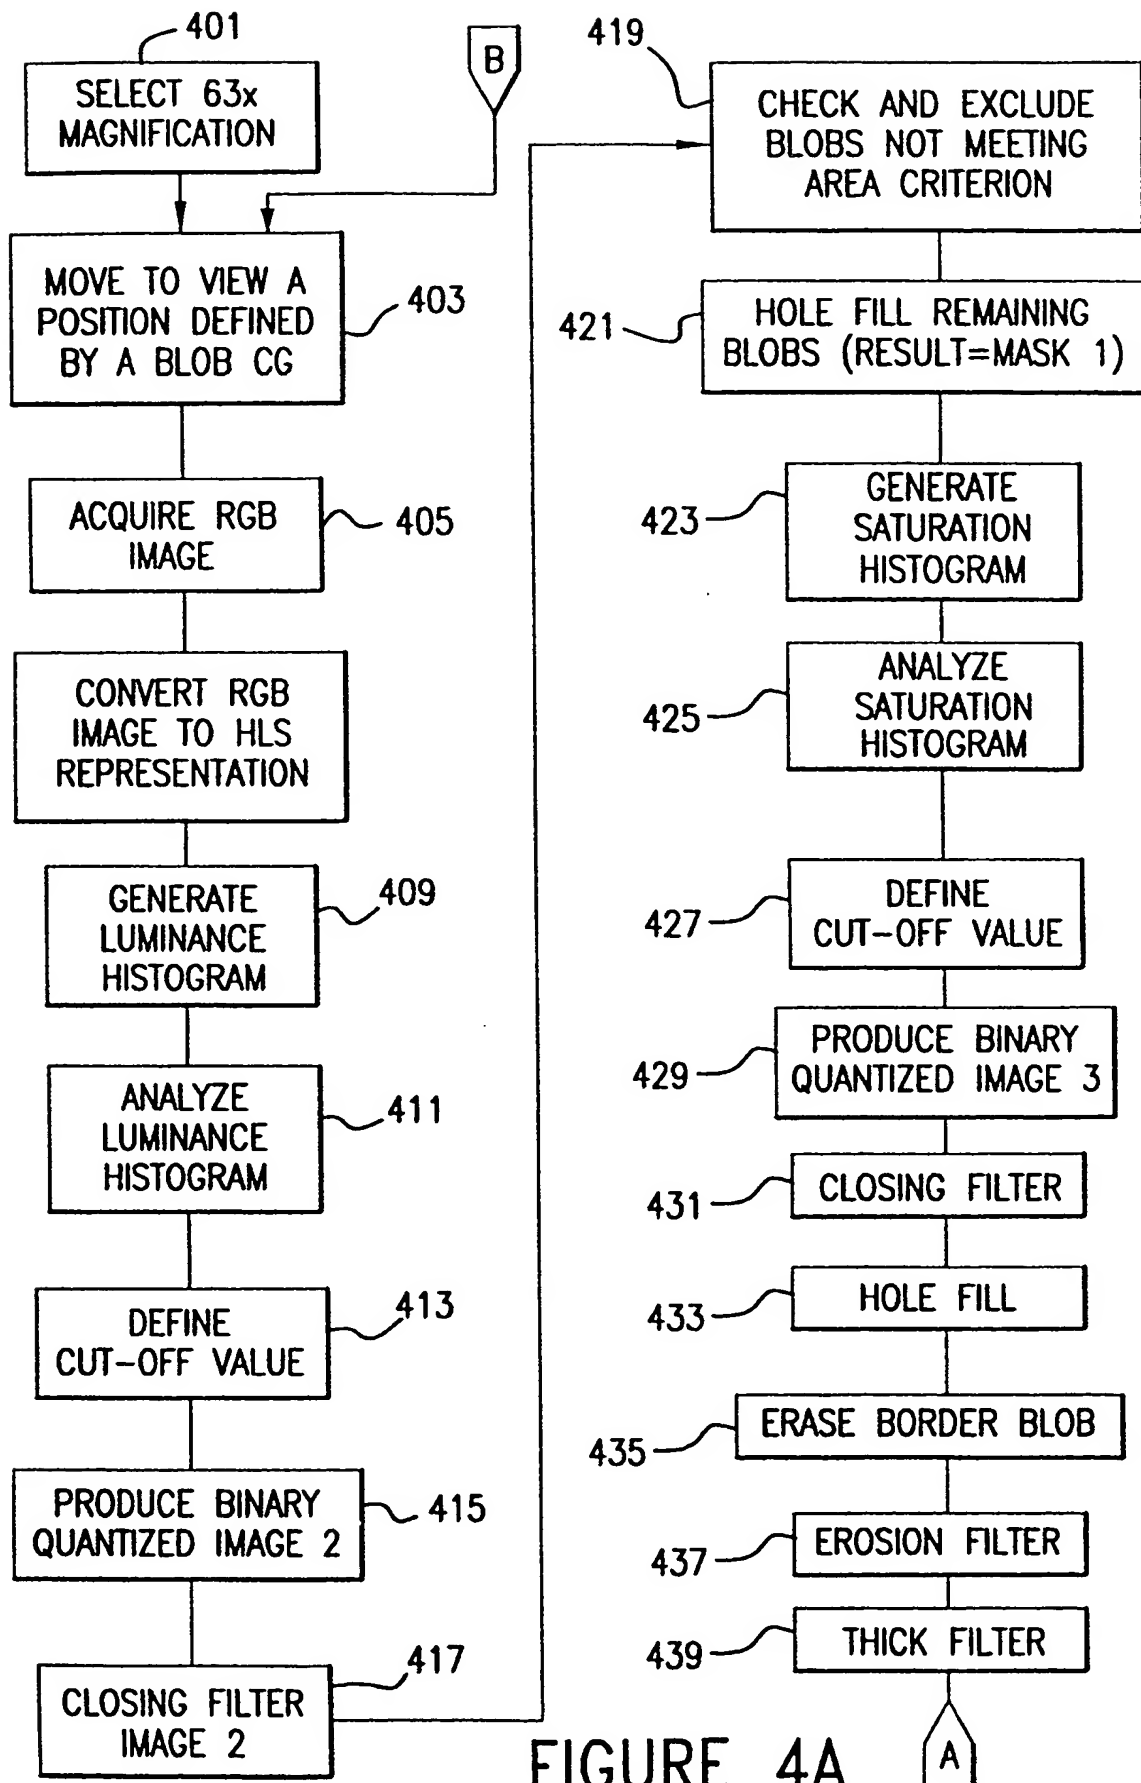 401
SELECT 63x
MAGNIFICATION
B
MOVE TO VIEW A
POSITION DEFINED
BY A BLOB CG
403
ACQUIRE RGB
IMAGE
405
CONVERT RGB
IMAGE TO HLS
REPRESENTATION
GENERATE
LUMINANCE
HISTOGRAM
409
ANALYZE
LUMINANCE
HISTOGRAM
411
DEFINE
CUT-OFF VALUE
413
PRODUCE BINARY
QUANTIZED IMAGE 2
415
CLOSING FILTER
IMAGE 2
417
419
CHECK AND EXCLUDE
BLOBS NOT MEETING
AREA CRITERION
421
HOLE FILL REMAINING
BLOBS (RESULT=MASK 1)
423
GENERATE
SATURATION
HISTOGRAM
425
ANALYZE
SATURATION
HISTOGRAM
427
DEFINE
CUT-OFF VALUE
429
PRODUCE BINARY
QUANTIZED IMAGE 3
431
CLOSING FILTER
433
HOLE FILL
435
ERASE BORDER BLOB
437
EROSION FILTER
439
THICK FILTER
A
FIGURE 4A